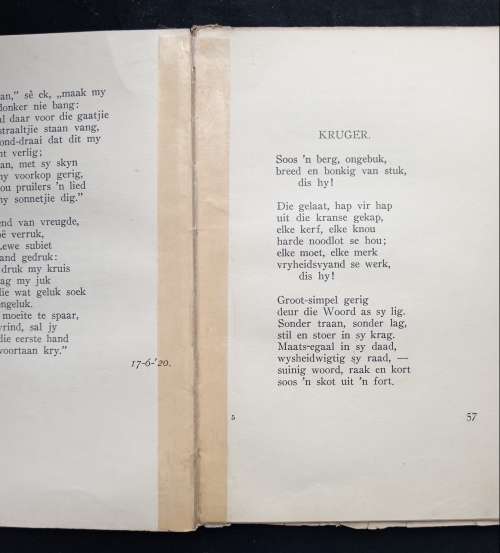 an,” sê ek, „maak my
donker nie bang:
al daar voor die gaatjie
straaltjie staan vang,
ond-draai dat dit my
nt verlig;
an, met sy skyn
ny voorkop gerig,
ou pruilers 'n lied
ny sonnetjie dig.”
end van vreugde,
oë verruk,
Lewe subiet
and gedruk:
druk my kruis
ag my juk
die wat geluk soek
ngeluk.
moeite te spaar,
vrind, sal jy
die eerste hand
voortaan kry.”
17-6-'20.
KRUGER.
Soos 'n berg, ongebuk,
breed en bonkig van stuk,
dis hy!
Die gelaat, hap vir hap
uit die kranse gekap,
elke kerf, elke knou
harde noodlot se hou;
elke moet, elke merk
vryheidsvyand se werk,
dis hy!
Groot-simpel gerig
deur die Woord as sy lig.
Sonder traan, sonder lag,
stil en stoer in sy krag.
Maats-egaal in sy daad,
wysheidwigtig sy raad, —
suinig woord, raak en kort
soos 'n skot uit 'n fort.
5
57